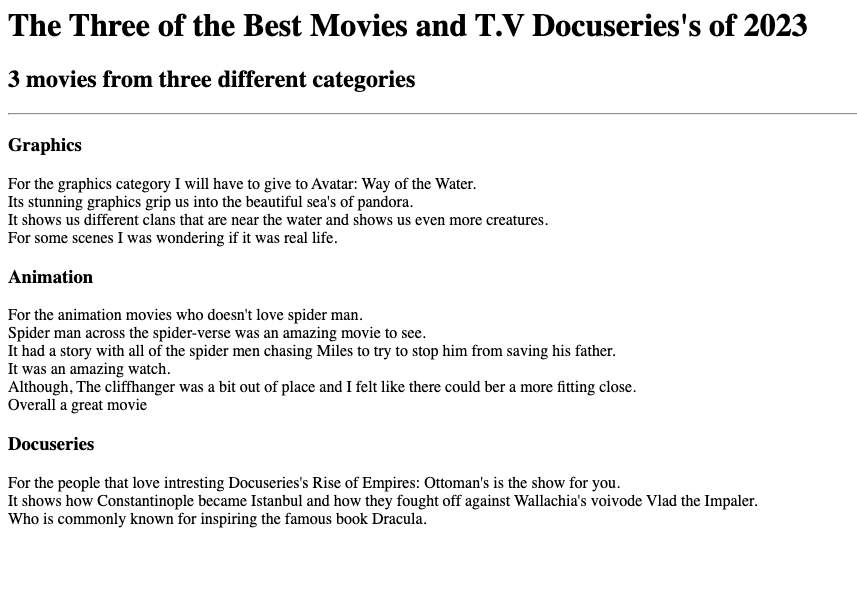 The Three of the Best Movies and T.V Docuseries's of 2023
3 movies from three different categories
Graphics
For the graphics category I will have to give to Avatar: Way of the Water.
Its stunning graphics grip us into the beautiful sea's of pandora.
It shows us different clans that are near the water and shows us even more creatures.
For some scenes I was wondering if it was real life.
Animation
For the animation movies who doesn't love spider man.
Spider man across the spider-verse was an amazing movie to see.
It had a story with all of the spider men chasing Miles to try to stop him from saving his father.
It was an amazing watch.
Although, The cliffhanger was a bit out of place and I felt like there could ber a more fitting close.
Overall a great movie
Docuseries
For the people that love intresting Docuseries's Rise of Empires: Ottoman's is the show for you.
It shows how Constantinople became Istanbul and how they fought off against Wallachia's voivode Vlad the Impaler.
Who is commonly known for inspiring the famous book Dracula.